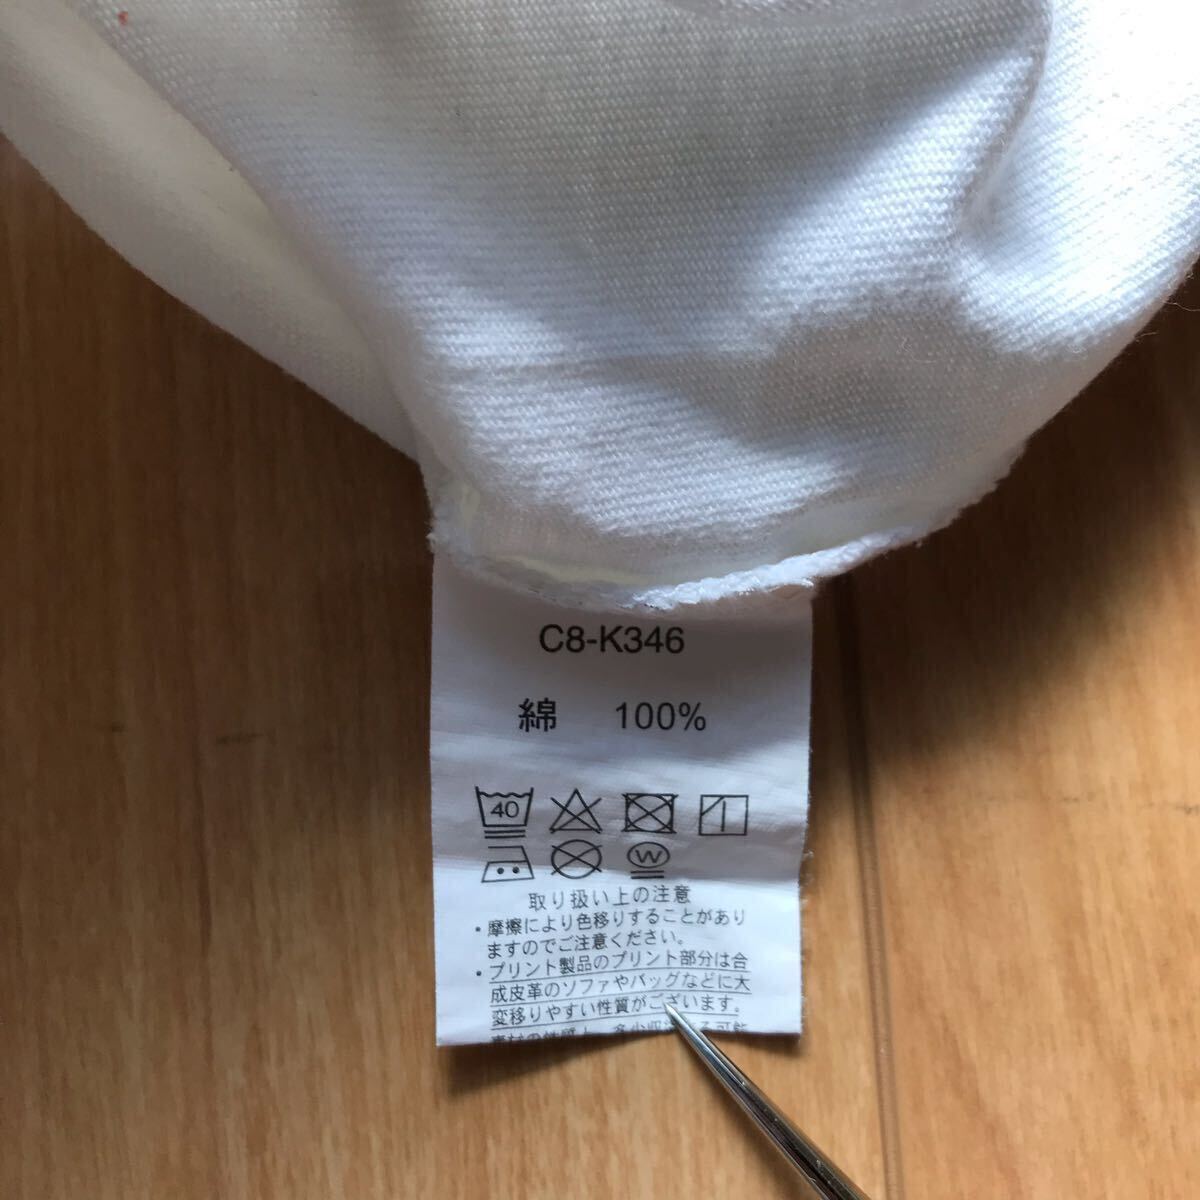 C8-K346
綿 100%
40
W
取り扱い上の注意
・摩擦により色移りすることがあり
ますのでご注意ください。
・プリント製品のプリント部分は合
成皮革のソファやバッグなどに大
変移りやすい性質がございます。